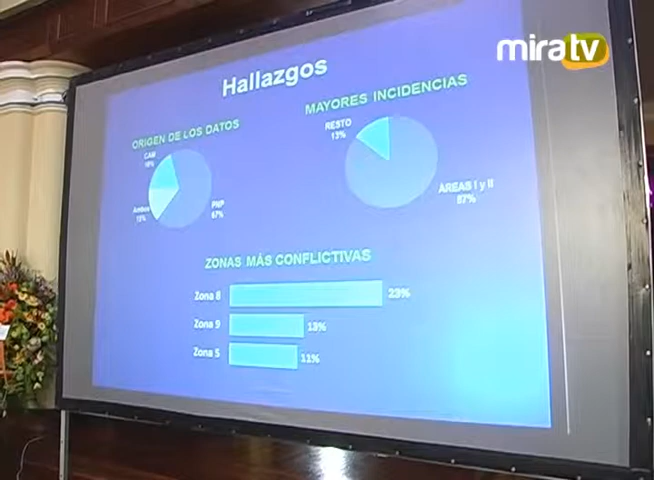 miratv
Hallazgos
ORIGEN DE LOS DATOS
CAM
Ambos
PNP
67%
MAYORES INCIDENCIAS
RESTO
13%
ÁREAS I y II
87%
ZONAS MÁS CONFLICTIVAS
Zona 8 23%
Zona 9 13%
Zona 5 11%